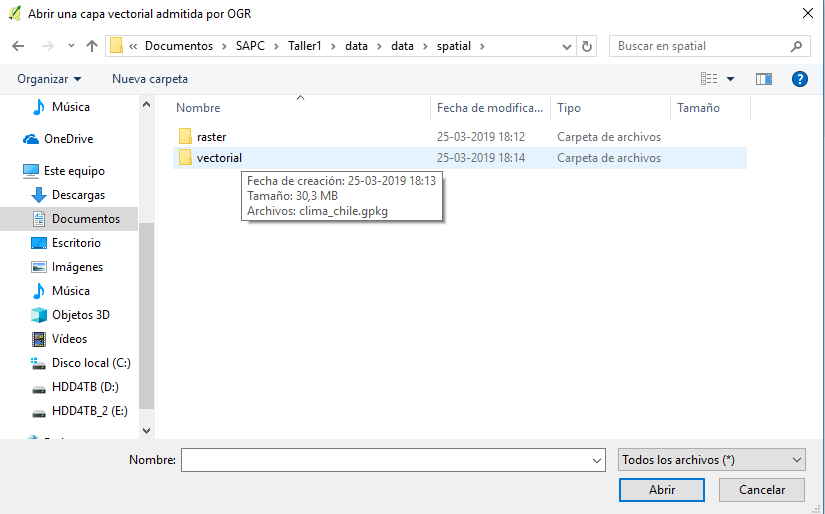 Abrir una capa vectorial admitida por OGR
« Documentos > SAPC > Taller1 > data > data > spatial >
Buscar en spatial
Organizar
Nueva carpeta
Nombre
Fecha de modifica...
Tipo
Tamaño
raster 25-03-2019 18:12 Carpeta de archivos
vectorial 25-03-2019 18:14 Carpeta de archivos
Fecha de creación: 25-03-2019 18:13
Tamaño: 30,3 MB
Archivos: clima_chile.gpkg
Música
OneDrive
Este equipo
Descargas
Documentos
Escritorio
Imágenes
Música
Objetos 3D
Vídeos
Disco local (C:)
HDD4TB (D:)
HDD4TB_2 (E:)
Nombre:
Todos los archivos (*)
Abrir
Cancelar